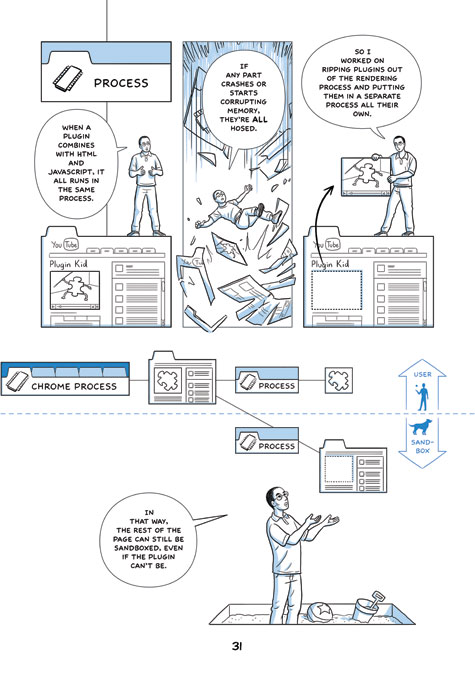 PROCESS
WHEN A
PLUGIN
COMBINES
WITH HTML
AND
JAVASCRIPT, IT
ALL RUNS IN
THE SAME
PROCESS.
YouTube
Plugin Kid
IF
ANY PART
CRASHES OR
STARTS
CORRUPTING
MEMORY,
THEY'RE ALL
HOSED.
You Tu
SO I
WORKED ON
RIPPING PLUGINS OUT
OF THE RENDERING
PROCESS AND PUTTING
THEM IN A SEPARATE
PROCESS ALL THEIR
OWN.
YouTube
Plugin Kid
CHROME PROCESS
PROCESS
USER
PROCESS
SAND-
BOX
IN
THAT WAY,
THE REST OF THE
PAGE CAN STILL BE
SANDBOXED, EVEN
IF THE PLUGIN
CAN'T BE.
31